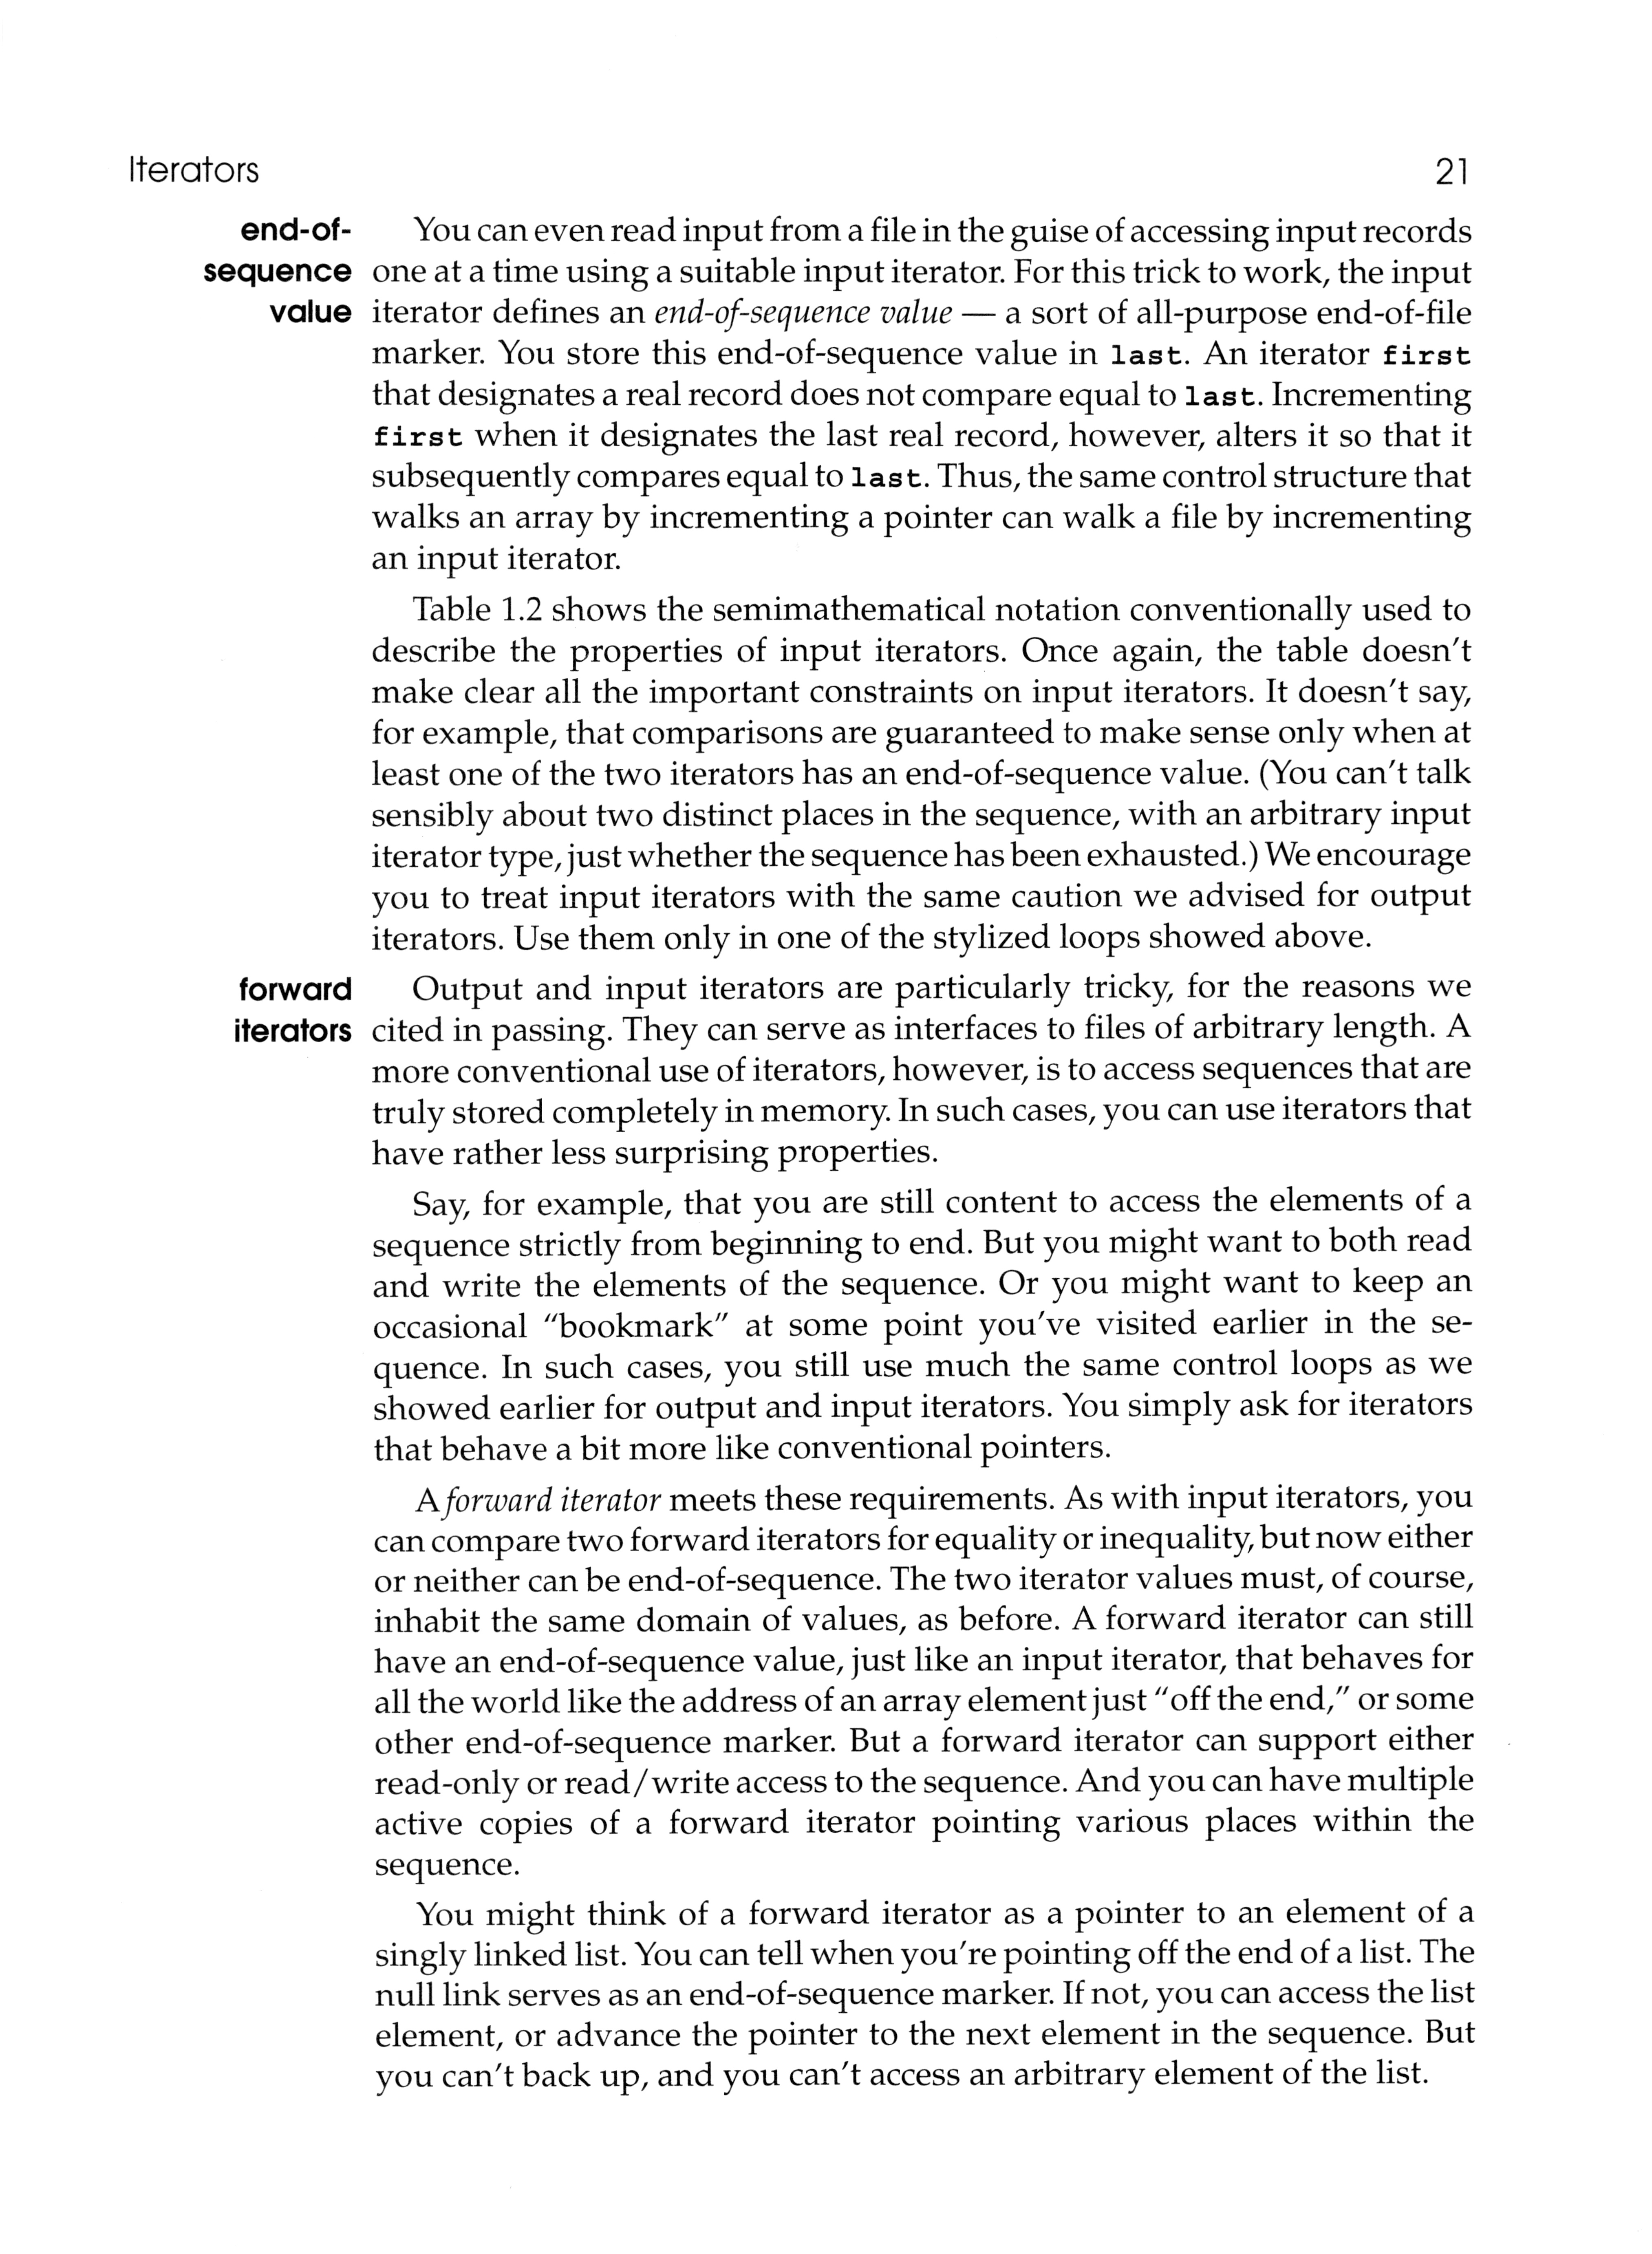 Iterators 21
end-of- You can even read input from a file in the guise of accessing input records
sequence one at a time using a suitable input iterator. For this trick to work, the input
value iterator defines an end-of-sequence value — a sort of all-purpose end-of-file
marker. You store this end-of-sequence value in last. An iterator first
that designates a real record does not compare equal to last. Incrementing
first when it designates the last real record, however, alters it so that it
subsequently compares equal to last. Thus, the same control structure that
walks an array by incrementing a pointer can walk a file by incrementing
an input iterator.
Table 1.2 shows the semimathematical notation conventionally used to
describe the properties of input iterators. Once again, the table doesn't
make clear all the important constraints on input iterators. It doesn't say,
for example, that comparisons are guaranteed to make sense only when at
least one of the two iterators has an end-of-sequence value. (You can't talk
sensibly about two distinct places in the sequence, with an arbitrary input
iterator type, just whether the sequence has been exhausted.) We encourage
you to treat input iterators with the same caution we advised for output
iterators. Use them only in one of the stylized loops showed above.
forward Output and input iterators are particularly tricky, for the reasons we
iterators cited in passing. They can serve as interfaces to files of arbitrary length. A
more conventional use of iterators, however, is to access sequences that are
truly stored completely in memory. In such cases, you can use iterators that
have rather less surprising properties.
Say, for example, that you are still content to access the elements of a
sequence strictly from beginning to end. But you might want to both read
and write the elements of the sequence. Or you might want to keep an
occasional "bookmark" at some point you've visited earlier in the se-
quence. In such cases, you still use much the same control loops as we
showed earlier for output and input iterators. You simply ask for iterators
that behave a bit more like conventional pointers.
A forward iterator meets these requirements. As with input iterators, you
can compare two forward iterators for equality or inequality, but now either
or neither can be end-of-sequence. The two iterator values must, of course,
inhabit the same domain of values, as before. A forward iterator can still
have an end-of-sequence value, just like an input iterator, that behaves for
all the world like the address of an array element just "off the end," or some
other end-of-sequence marker. But a forward iterator can support either
read-only or read/write access to the sequence. And you can have multiple
active copies of a forward iterator pointing various places within the
sequence.
You might think of a forward iterator as a pointer to an element of a
singly linked list. You can tell when you're pointing off the end of a list. The
null link serves as an end-of-sequence marker. If not, you can access the list
element, or advance the pointer to the next element in the sequence. But
you can't back up, and you can't access an arbitrary element of the list.